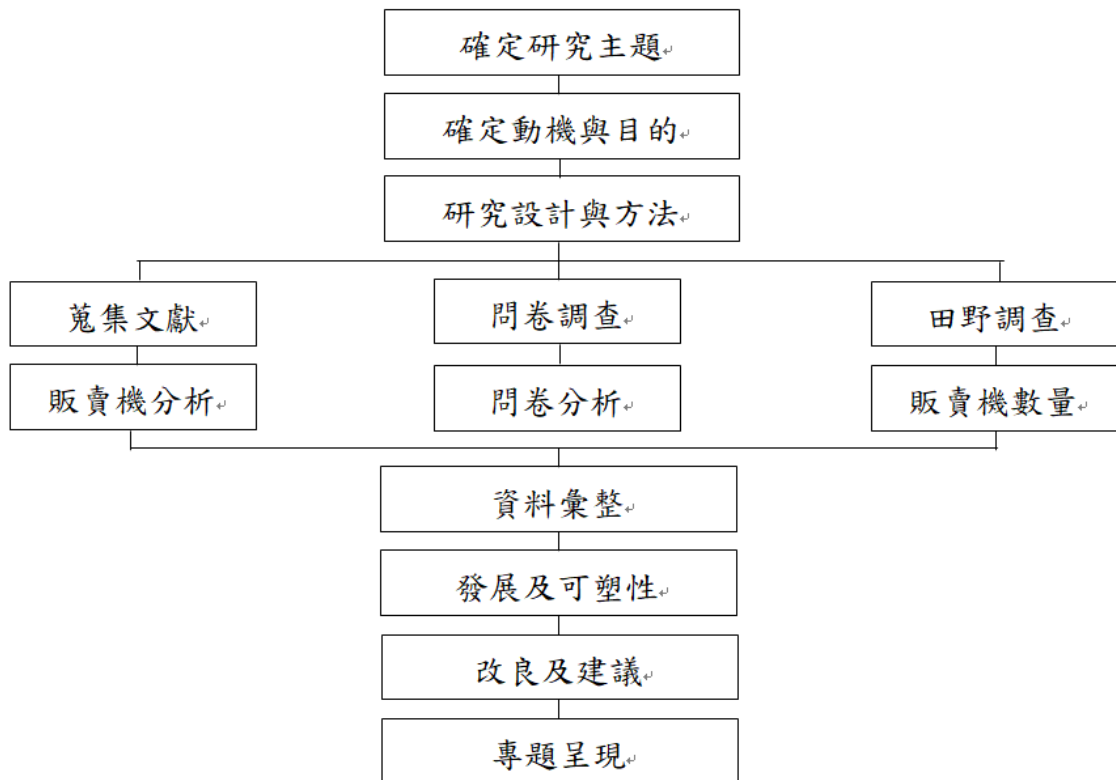 確定研究主題
確定動機與目的
研究設計與方法
蒐集文獻
問卷調查
田野調查
販賣機分析
問卷分析
販賣機數量
資料彙整
發展及可塑性
改良及建議
專題呈現